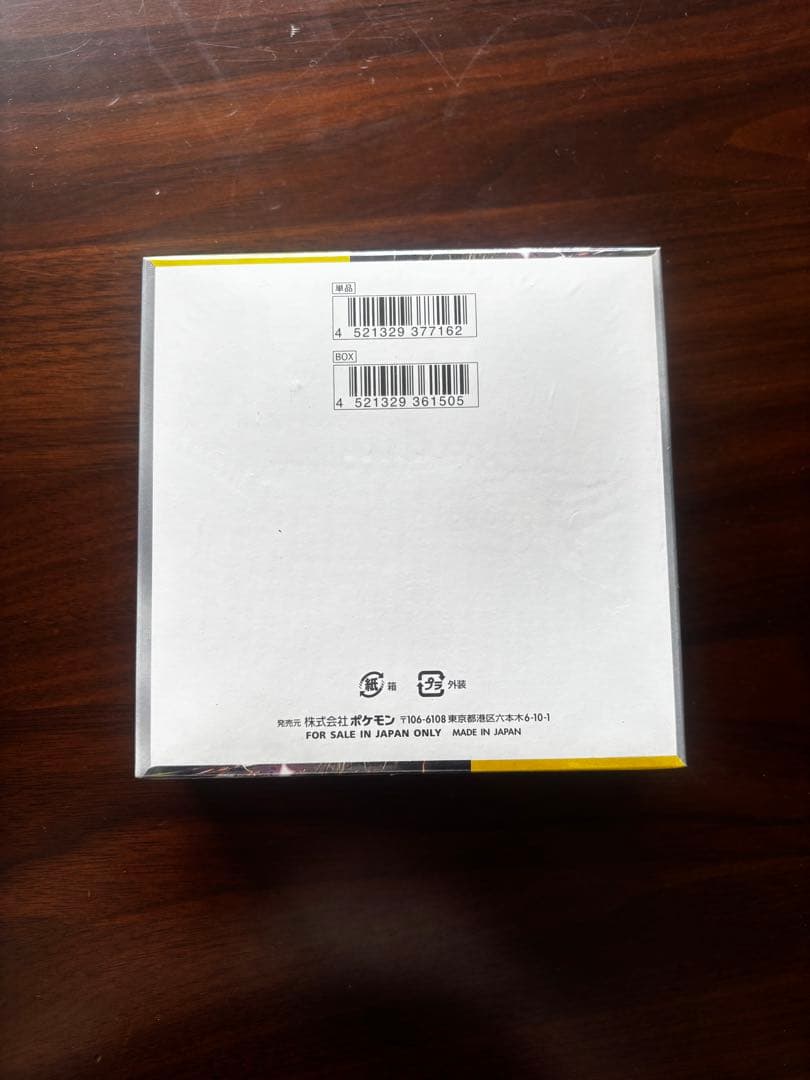 単品
4 521329 377162
BOX
4 521329 361505
紙 箱 プラ 外装
発売元 株式会社 ポケモン 〒106-6108 東京都港区六本木6-10-1
FOR SALE IN JAPAN ONLY MADE IN JAPAN